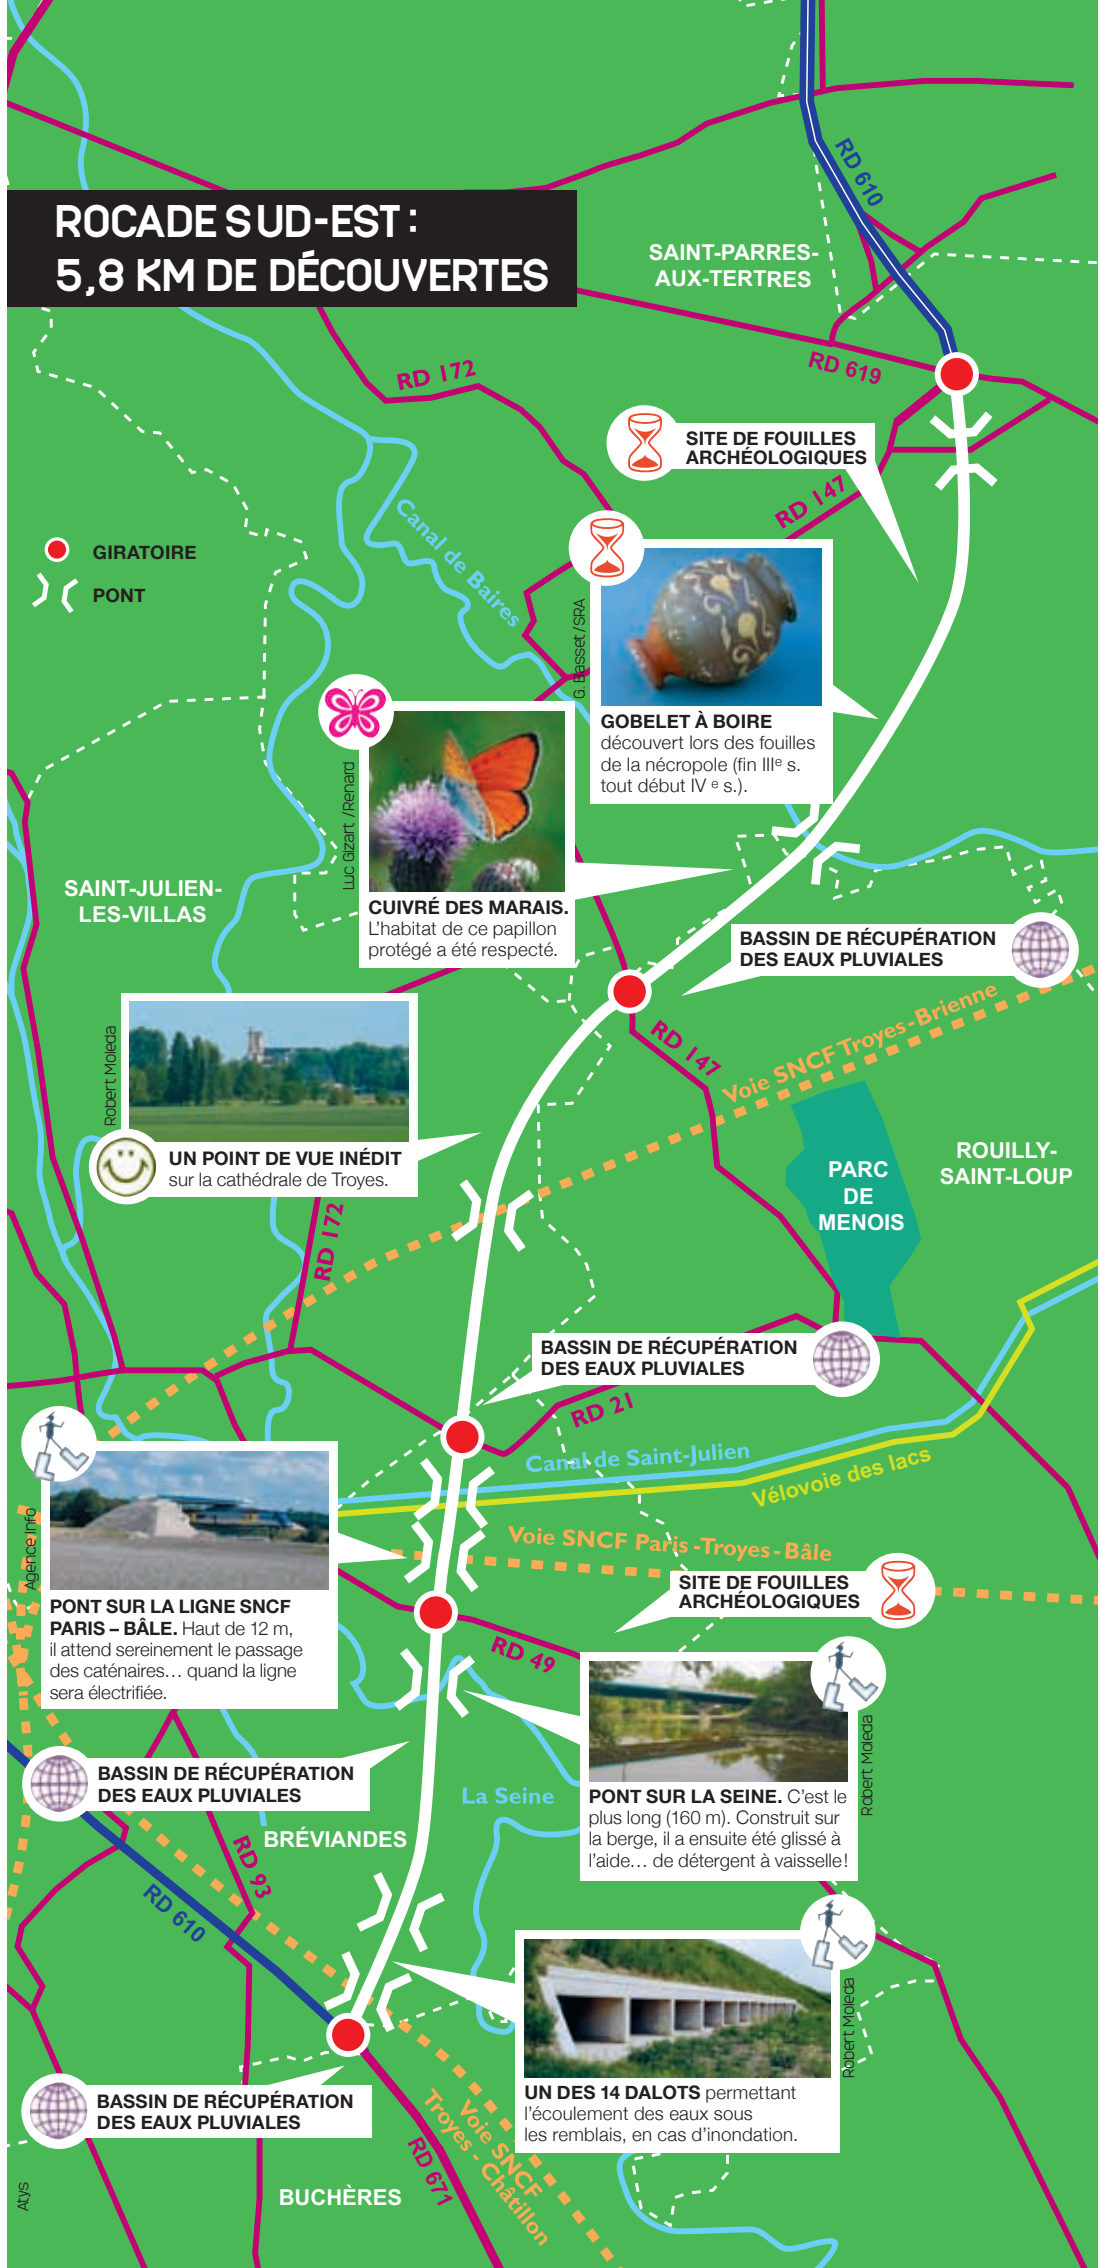 ROCADE SUD-EST :
5,8 KM DE DÉCOUVERTES
RD 610
SAINT-PARRES-
AUX-TERTRES
RD 619
RD 172
SITE DE FOUILLES
ARCHÉOLOGIQUES
RD 147
Canal de Baires
GIRATOIRE
PONT
G. Basset / SRA
GOBELET À BOIRE
découvert lors des fouilles
de la nécropole (fin IIIe s.
tout début IV e s.).
Luc Gizart / Renard
CUIVRÉ DES MARAIS.
L'habitat de ce papillon
protégé a été respecté.
SAINT-JULIEN-
LES-VILLAS
BASSIN DE RÉCUPÉRATION
DES EAUX PLUVIALES
Voie SNCF Troyes-Brienne
RD 147
Robert Moleda
UN POINT DE VUE INÉDIT
sur la cathédrale de Troyes.
PARC
DE
MENOIS
ROUILLY-
SAINT-LOUP
RD 172
BASSIN DE RÉCUPÉRATION
DES EAUX PLUVIALES
RD 21
Canal de Saint-Julien
Vélovoie des lacs
Voie SNCF Paris -Troyes - Bâle
Agence Info
PONT SUR LA LIGNE SNCF
PARIS – BÂLE. Haut de 12 m,
il attend sereinement le passage
des caténaires… quand la ligne
sera électrifiée.
SITE DE FOUILLES
ARCHÉOLOGIQUES
RD 49
Robert Moleda
PONT SUR LA SEINE. C'est le
plus long (160 m). Construit sur
la berge, il a ensuite été glissé à
l'aide… de détergent à vaisselle !
BASSIN DE RÉCUPÉRATION
DES EAUX PLUVIALES
La Seine
BRÉVIANDES
RD 93
RD 610
Robert Moleda
UN DES 14 DALOTS permettant
l'écoulement des eaux sous
les remblais, en cas d'inondation.
BASSIN DE RÉCUPÉRATION
DES EAUX PLUVIALES
Voie SNCF
Troyes - Châtillon
RD 671
BUCHÈRES
Atys